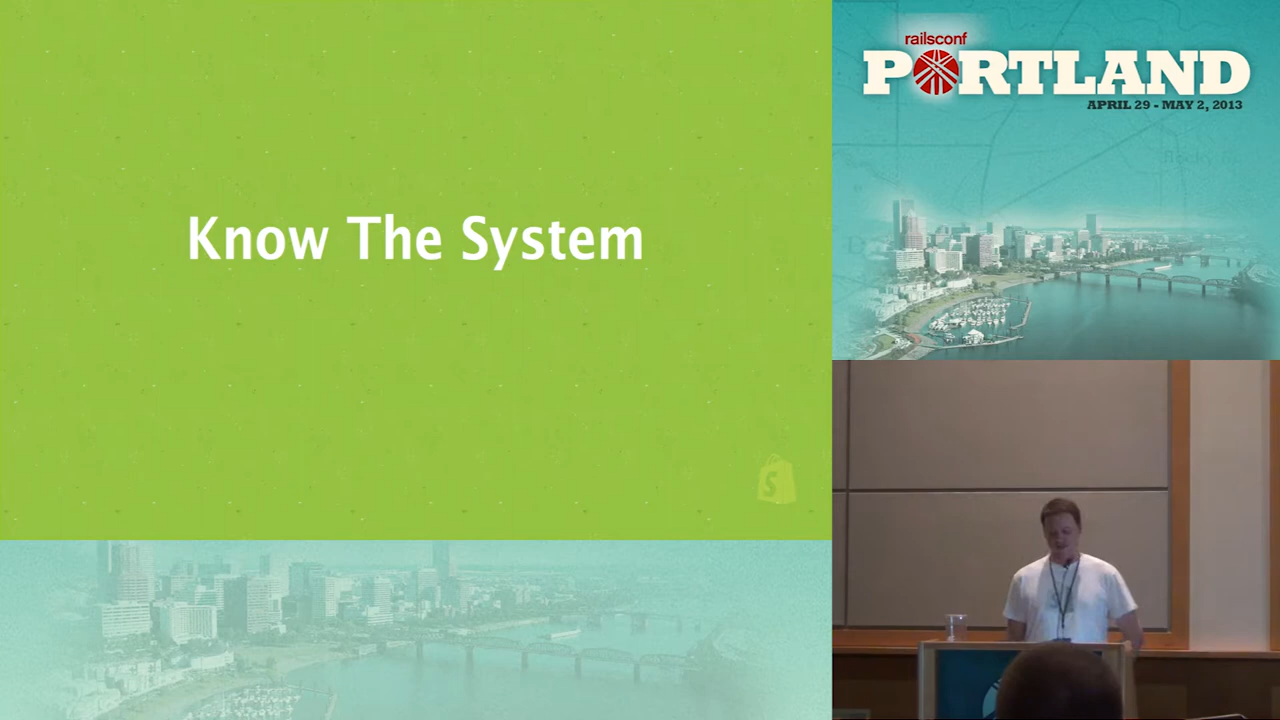 Know The System
S
railsconf
PORTLAND
APRIL 29 - MAY 2, 2013